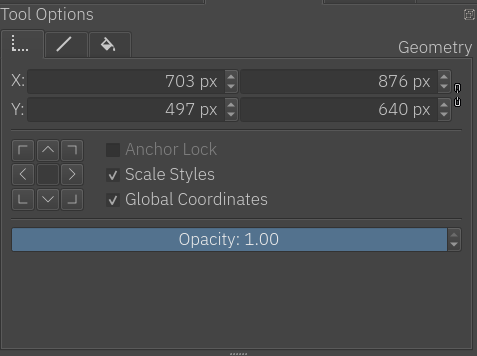 Tool Options
Geometry
X: 703 px 876 px
Y: 497 px 640 px
Anchor Lock
Scale Styles
Global Coordinates
Opacity: 1.00